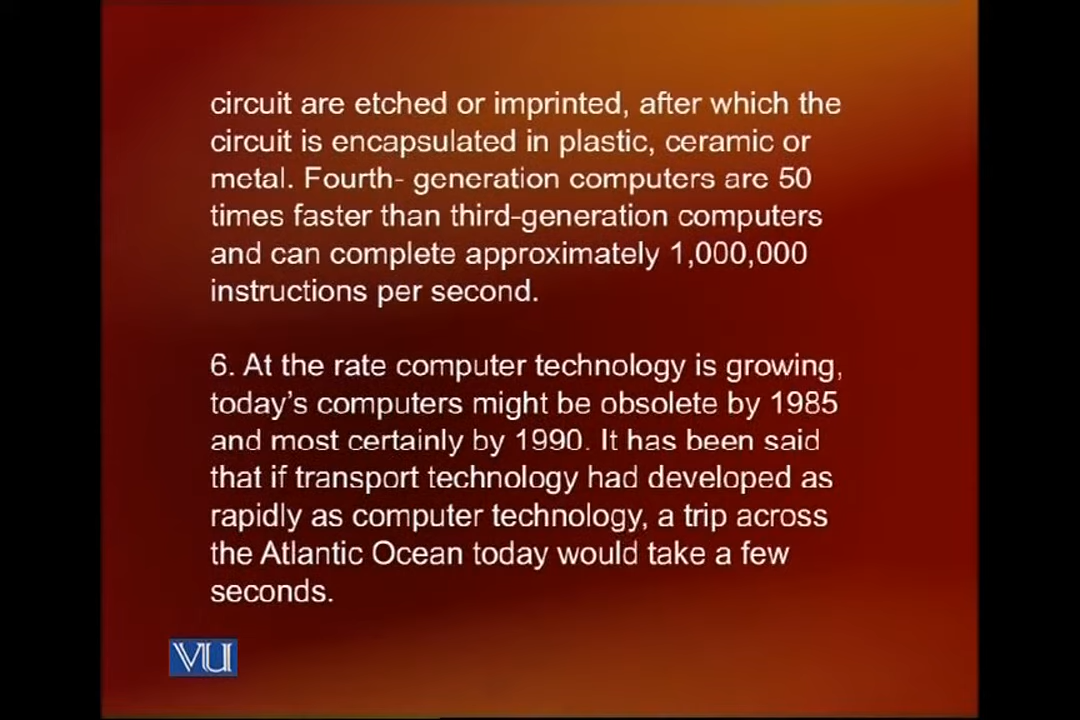 circuit are etched or imprinted, after which the
circuit is encapsulated in plastic, ceramic or
metal. Fourth- generation computers are 50
times faster than third-generation computers
and can complete approximately 1,000,000
instructions per second.
6. At the rate computer technology is growing,
today's computers might be obsolete by 1985
and most certainly by 1990. It has been said
that if transport technology had developed as
rapidly as computer technology, a trip across
the Atlantic Ocean today would take a few
seconds.
VU